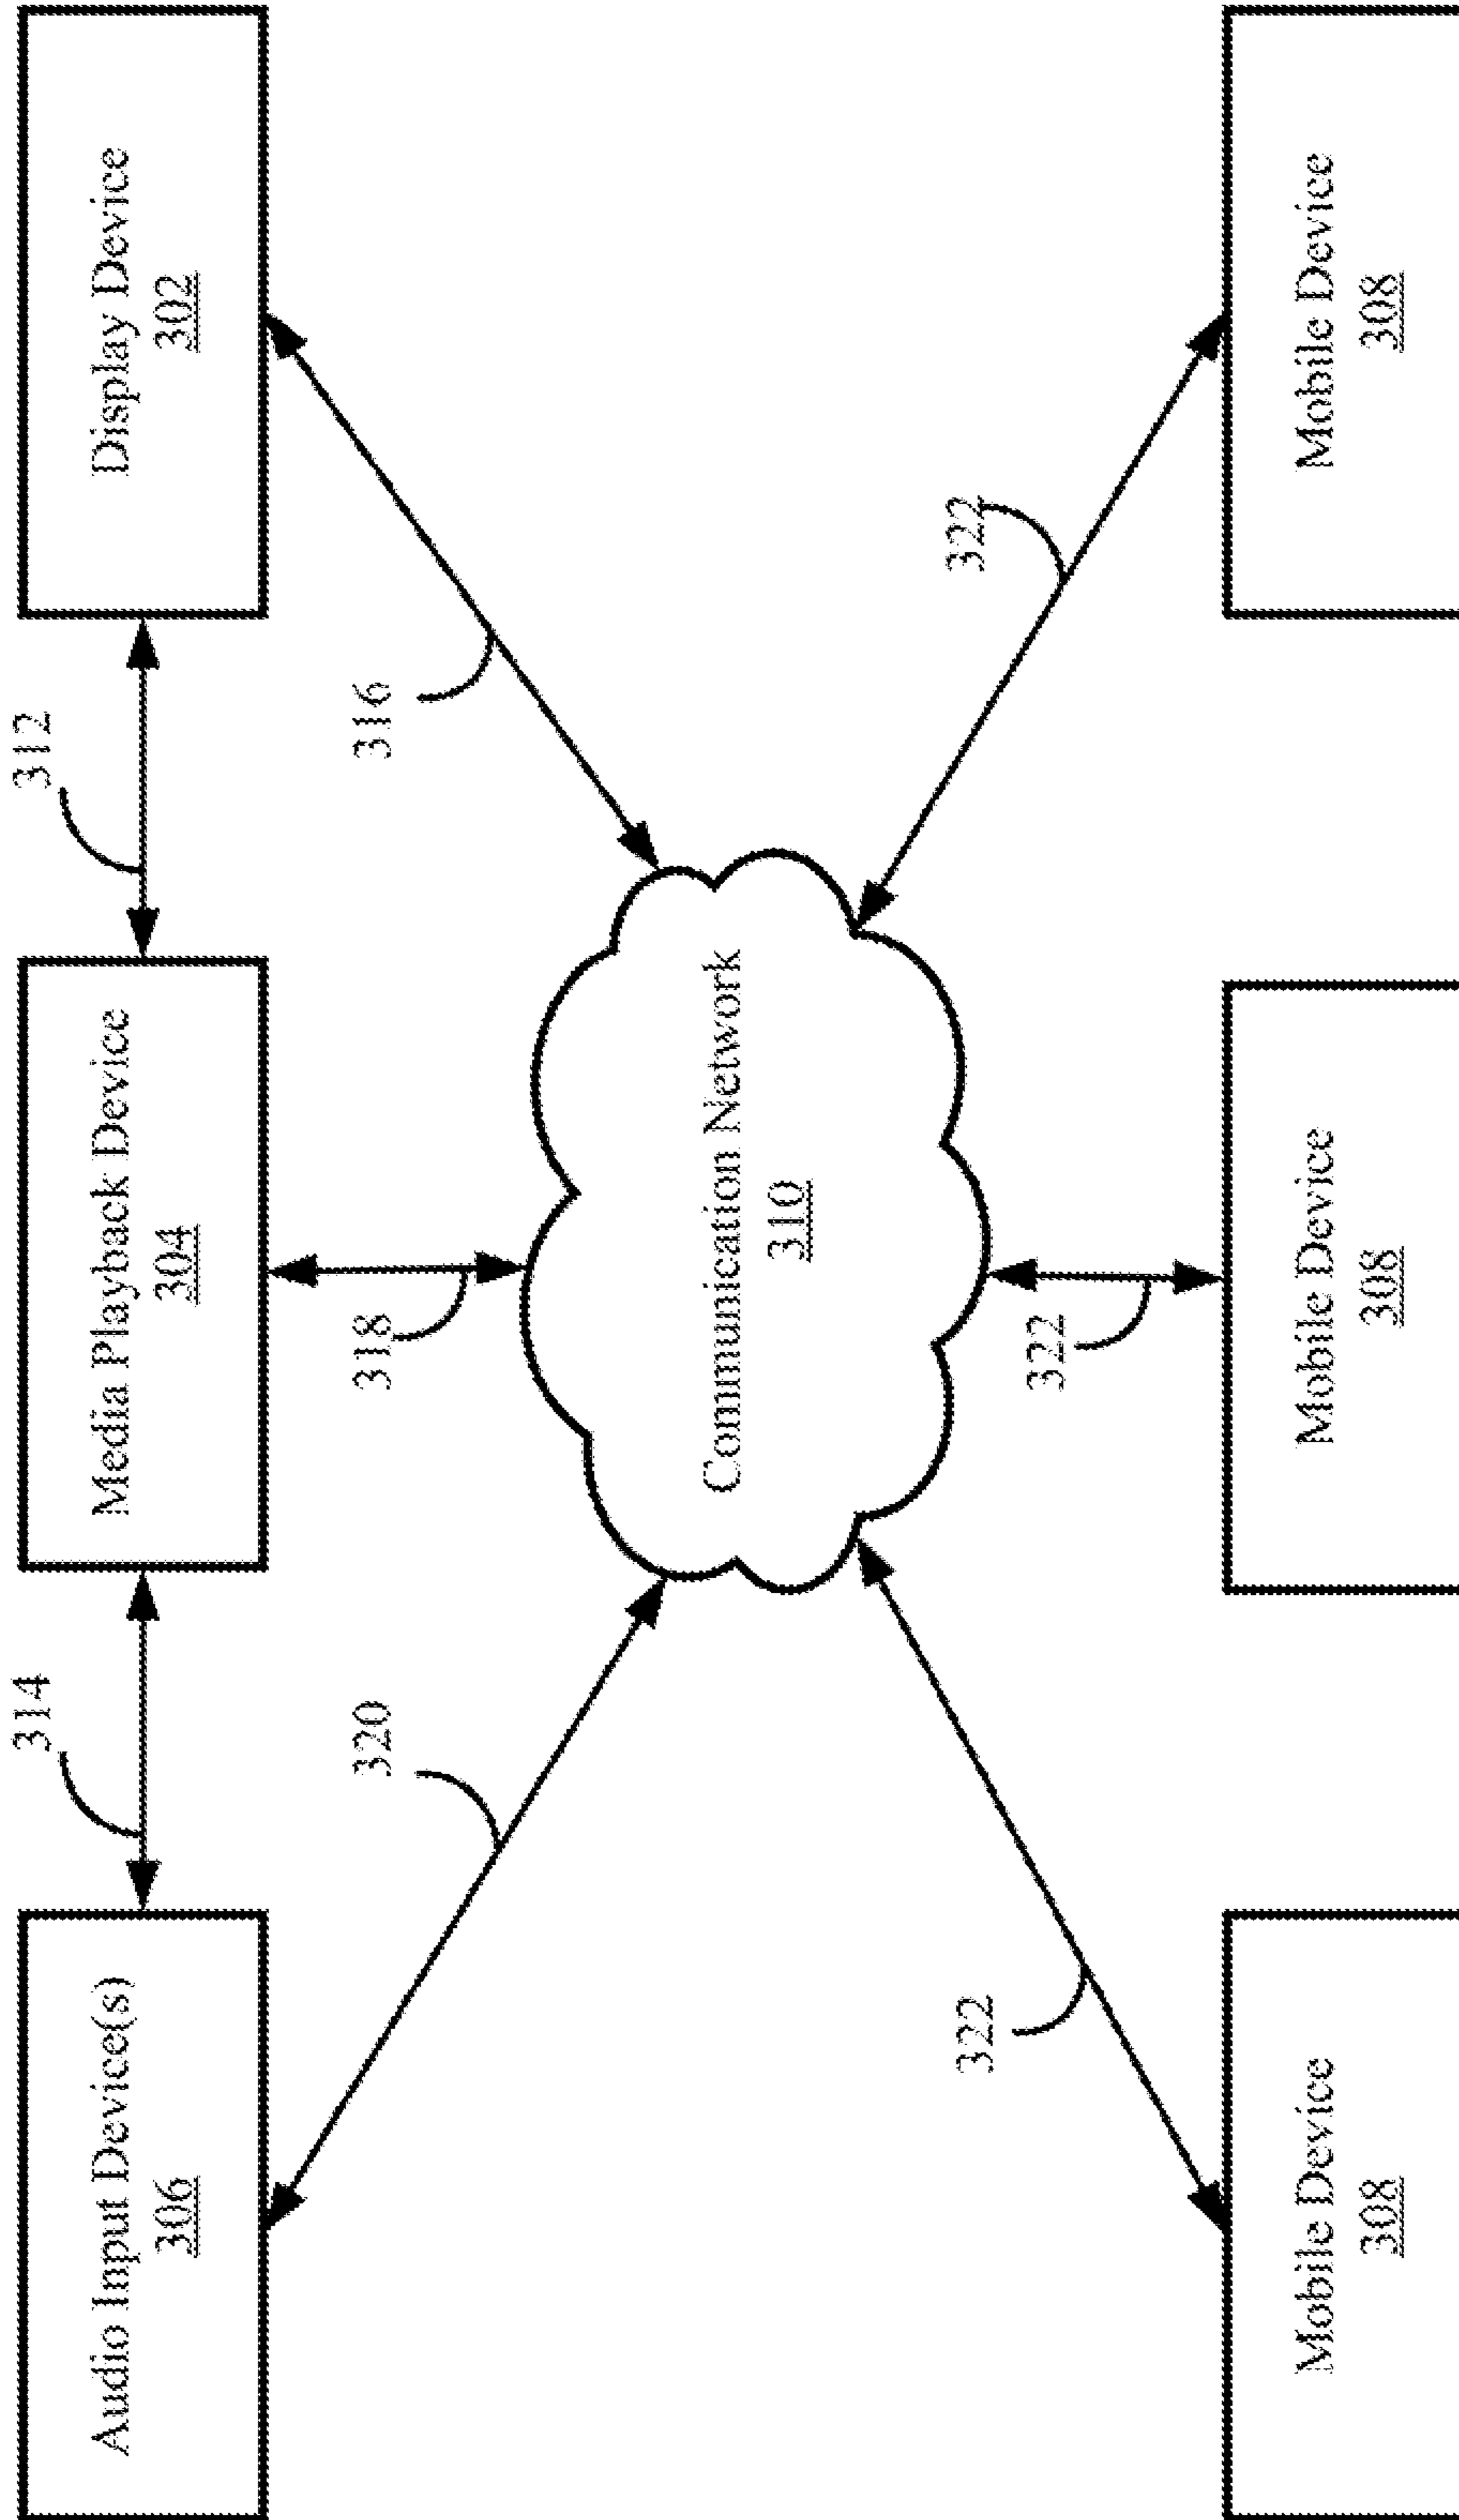 314
312
Audio Input Device(s)
306
Media Playback Device
304
Display Device
302
320
318
316
Communication Network
310
322
322
322
Mobile Device
308
Mobile Device
308
Mobile Device
308